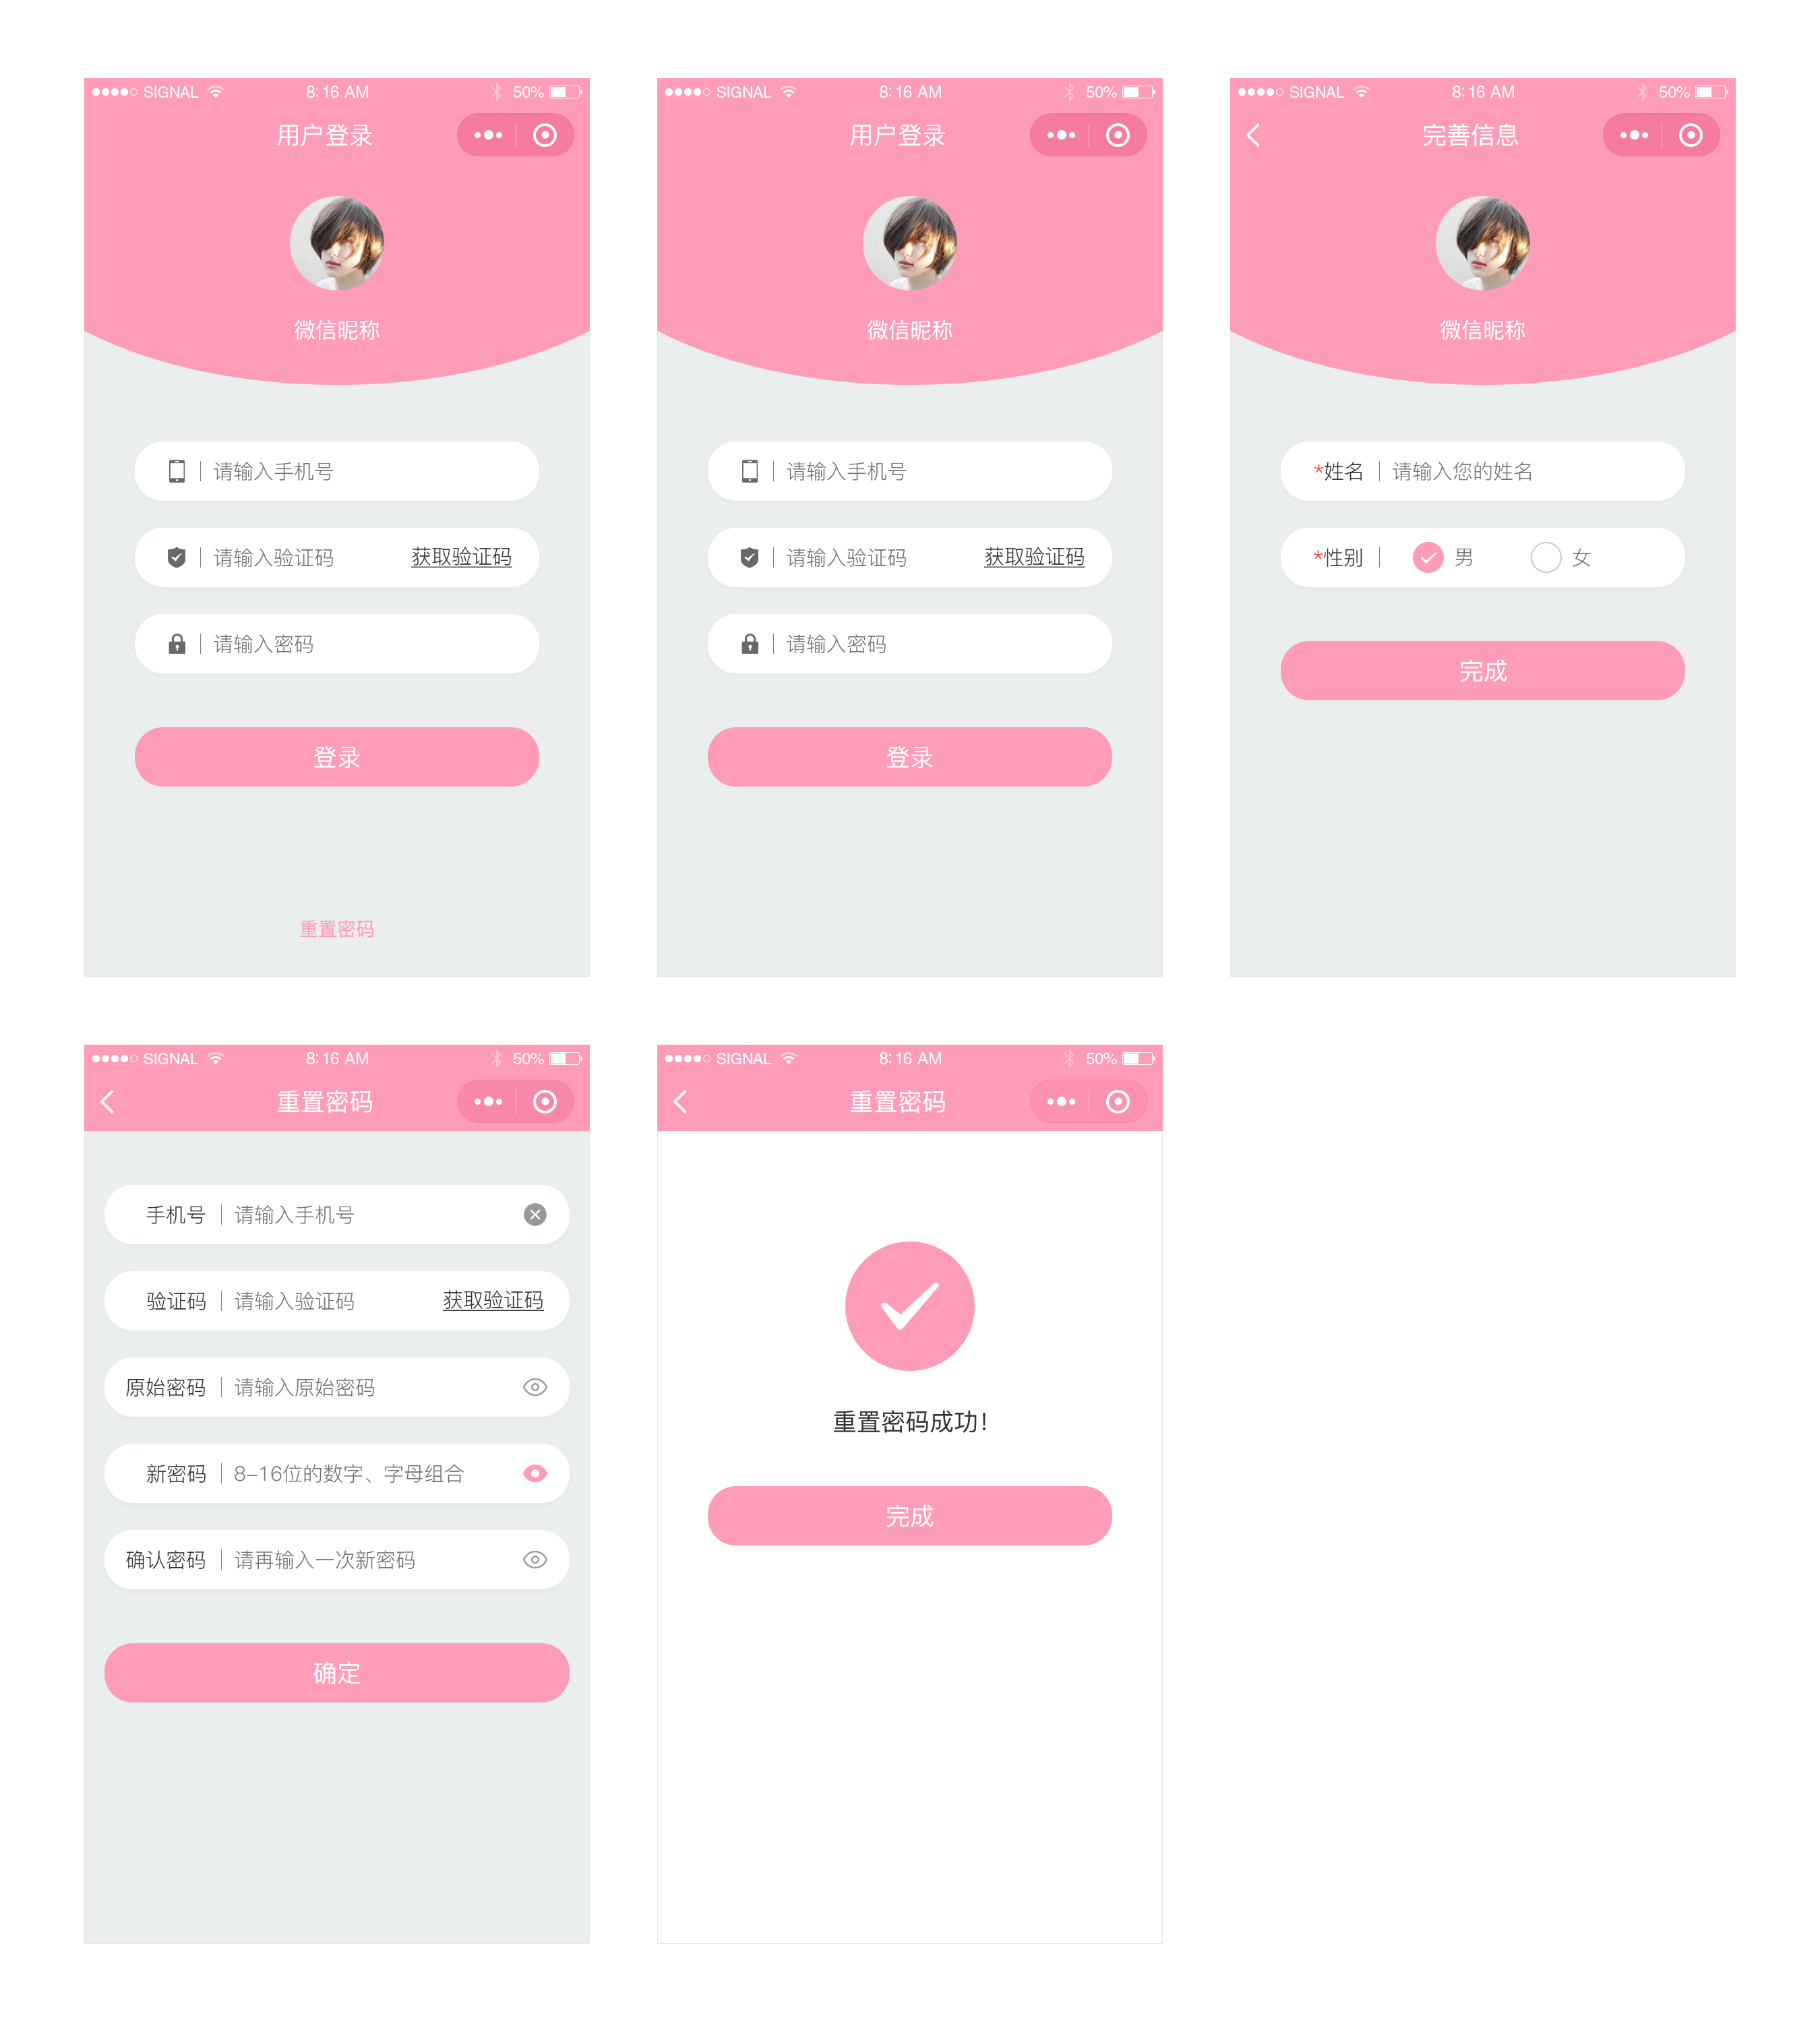 SIGNAL 8:16 AM 50%
用户登录
微信昵称
请输入手机号
请输入验证码 获取验证码
请输入密码
登录
重置密码
SIGNAL 8:16 AM 50%
用户登录
微信昵称
请输入手机号
请输入验证码 获取验证码
请输入密码
登录
SIGNAL 8:16 AM 50%
完善信息
微信昵称
*姓名 请输入您的姓名
*性别 男 女
完成
SIGNAL 8:16 AM 50%
重置密码
手机号 请输入手机号
验证码 请输入验证码 获取验证码
原始密码 请输入原始密码
新密码 8-16位的数字、字母组合
确认密码 请再输入一次新密码
确定
SIGNAL 8:16 AM 50%
重置密码
重置密码成功!
完成